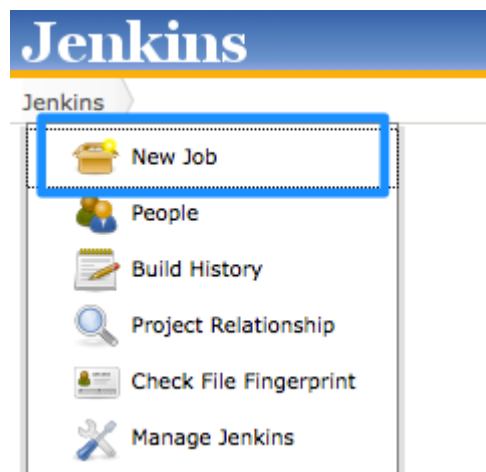 Jenkins
Jenkins
New Job
People
Build History
Project Relationship
Check File Fingerprint
Manage Jenkins